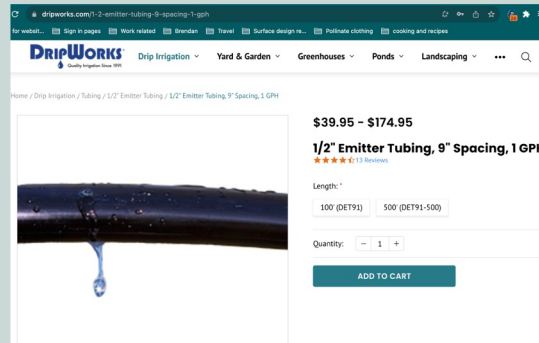 dripworks.com/1-2-emitter-tubing-9-spacing-1-gph
for websit... Sign in pages Work related Brendan Travel Surface design re... Pollinate clothing cooking and recipes
DRIPWORKS®
Quality Irrigation Since 1991
Drip Irrigation Yard & Garden Greenhouses Ponds Landscaping
Home / Drip Irrigation / Tubing / 1/2" Emitter Tubing / 1/2" Emitter Tubing, 9" Spacing, 1 GPH
$39.95 - $174.95
1/2" Emitter Tubing, 9" Spacing, 1 GPH
13 Reviews
Length: *
100' (DET91) 500' (DET91-500)
Quantity: − 1 +
ADD TO CART